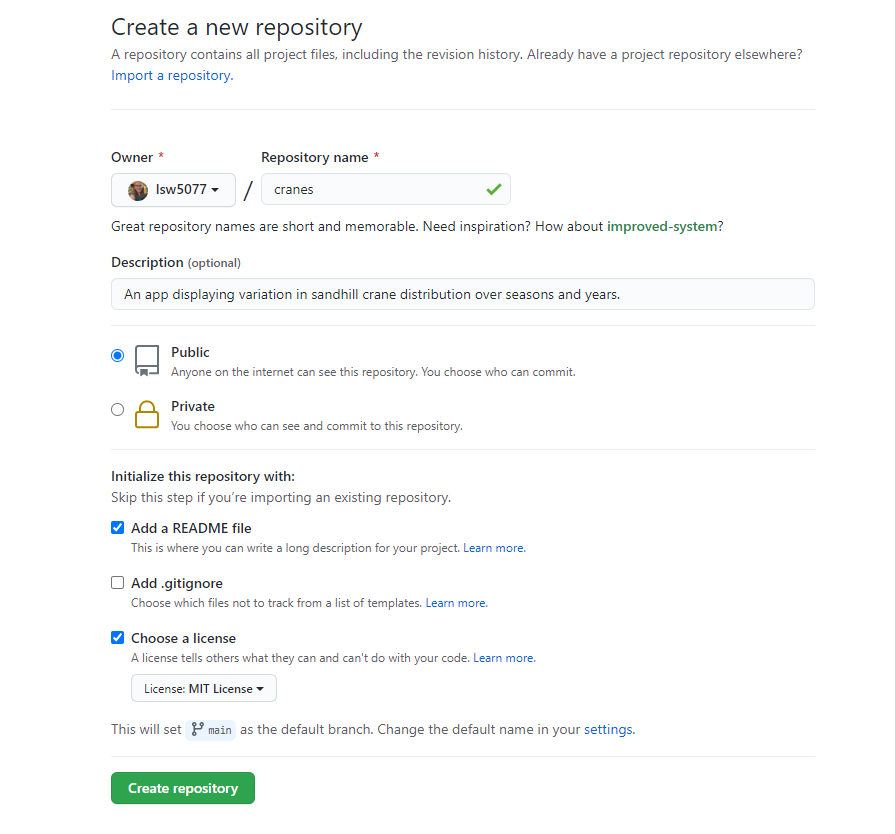 Create a new repository
A repository contains all project files, including the revision history. Already have a project repository elsewhere?
Import a repository.
Owner *
Repository name *
lsw5077
/
cranes
Great repository names are short and memorable. Need inspiration? How about improved-system?
Description (optional)
An app displaying variation in sandhill crane distribution over seasons and years.
Public
Anyone on the internet can see this repository. You choose who can commit.
Private
You choose who can see and commit to this repository.
Initialize this repository with:
Skip this step if you’re importing an existing repository.
Add a README file
This is where you can write a long description for your project. Learn more.
Add .gitignore
Choose which files not to track from a list of templates. Learn more.
Choose a license
A license tells others what they can and can't do with your code. Learn more.
License: MIT License
This will set main as the default branch. Change the default name in your settings.
Create repository